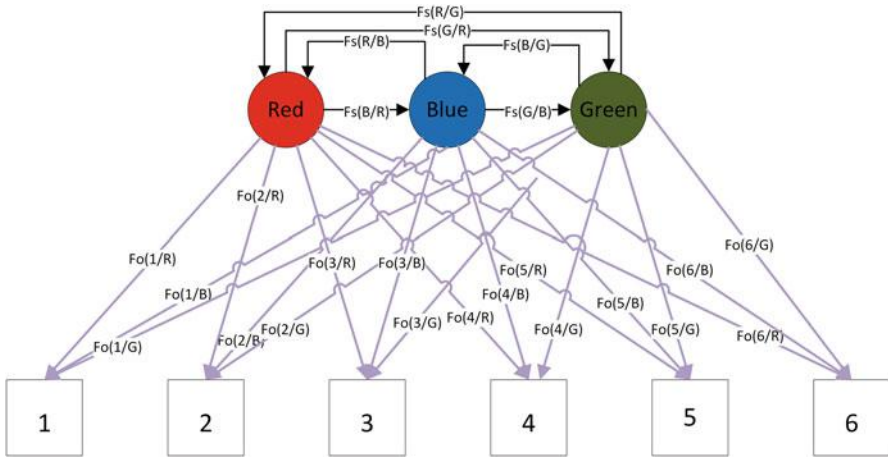 Fs(R/G)
Fs(G/R)
Fs(R/B)
Fs(B/G)
Red
Fs(B/R)
Blue
Fs(G/B)
Green
Fo(2/R)
Fo(1/R)
Fo(3/R)
Fo(3/B)
Fo(5/R)
Fo(6/B)
Fo(6/G)
Fo(1/B)
Fo(4/B)
Fo(5/B)
Fo(1/G)
Fo(2/B)
Fo(2/G)
Fo(3/G)
Fo(4/R)
Fo(4/G)
Fo(5/G)
Fo(6/R)
1
2
3
4
5
6